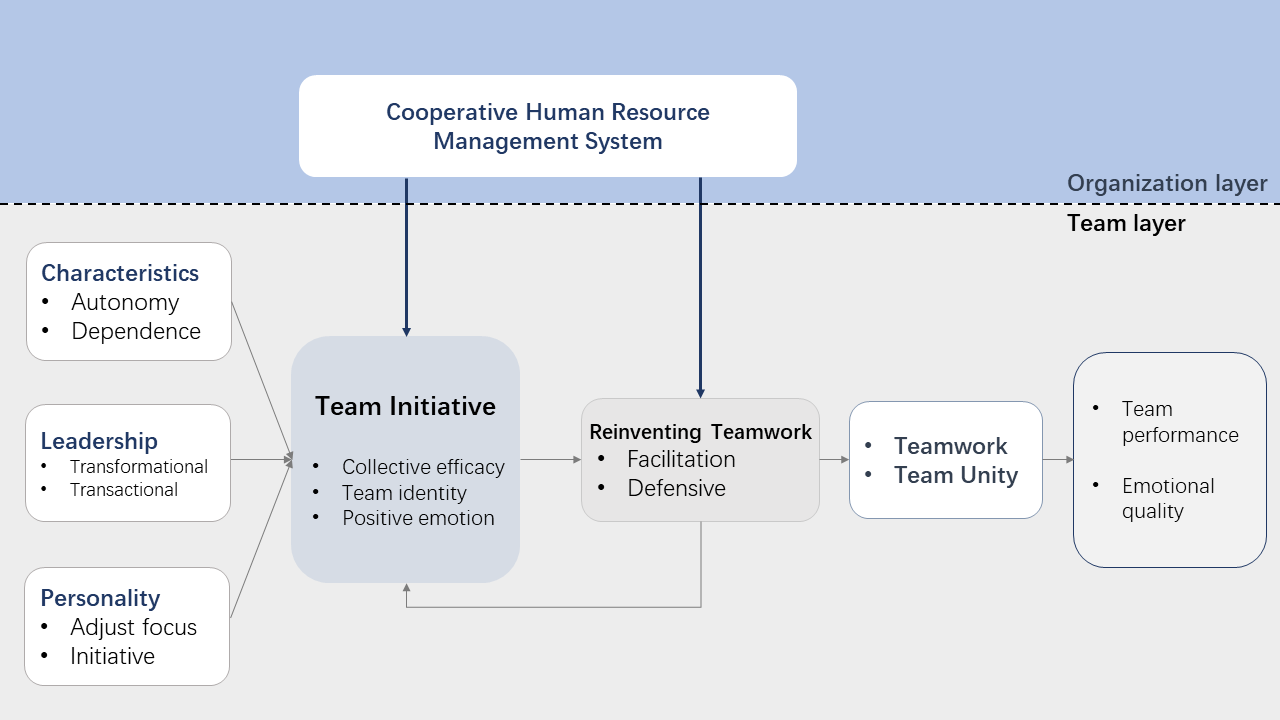 Cooperative Human Resource
Management System
Organization layer
Team layer
Characteristics
• Autonomy
• Dependence
Leadership
• Transformational
• Transactional
Personality
• Adjust focus
• Initiative
Team Initiative
• Collective efficacy
• Team identity
• Positive emotion
Reinventing Teamwork
• Facilitation
• Defensive
• Teamwork
• Team Unity
• Team
performance
• Emotional
quality